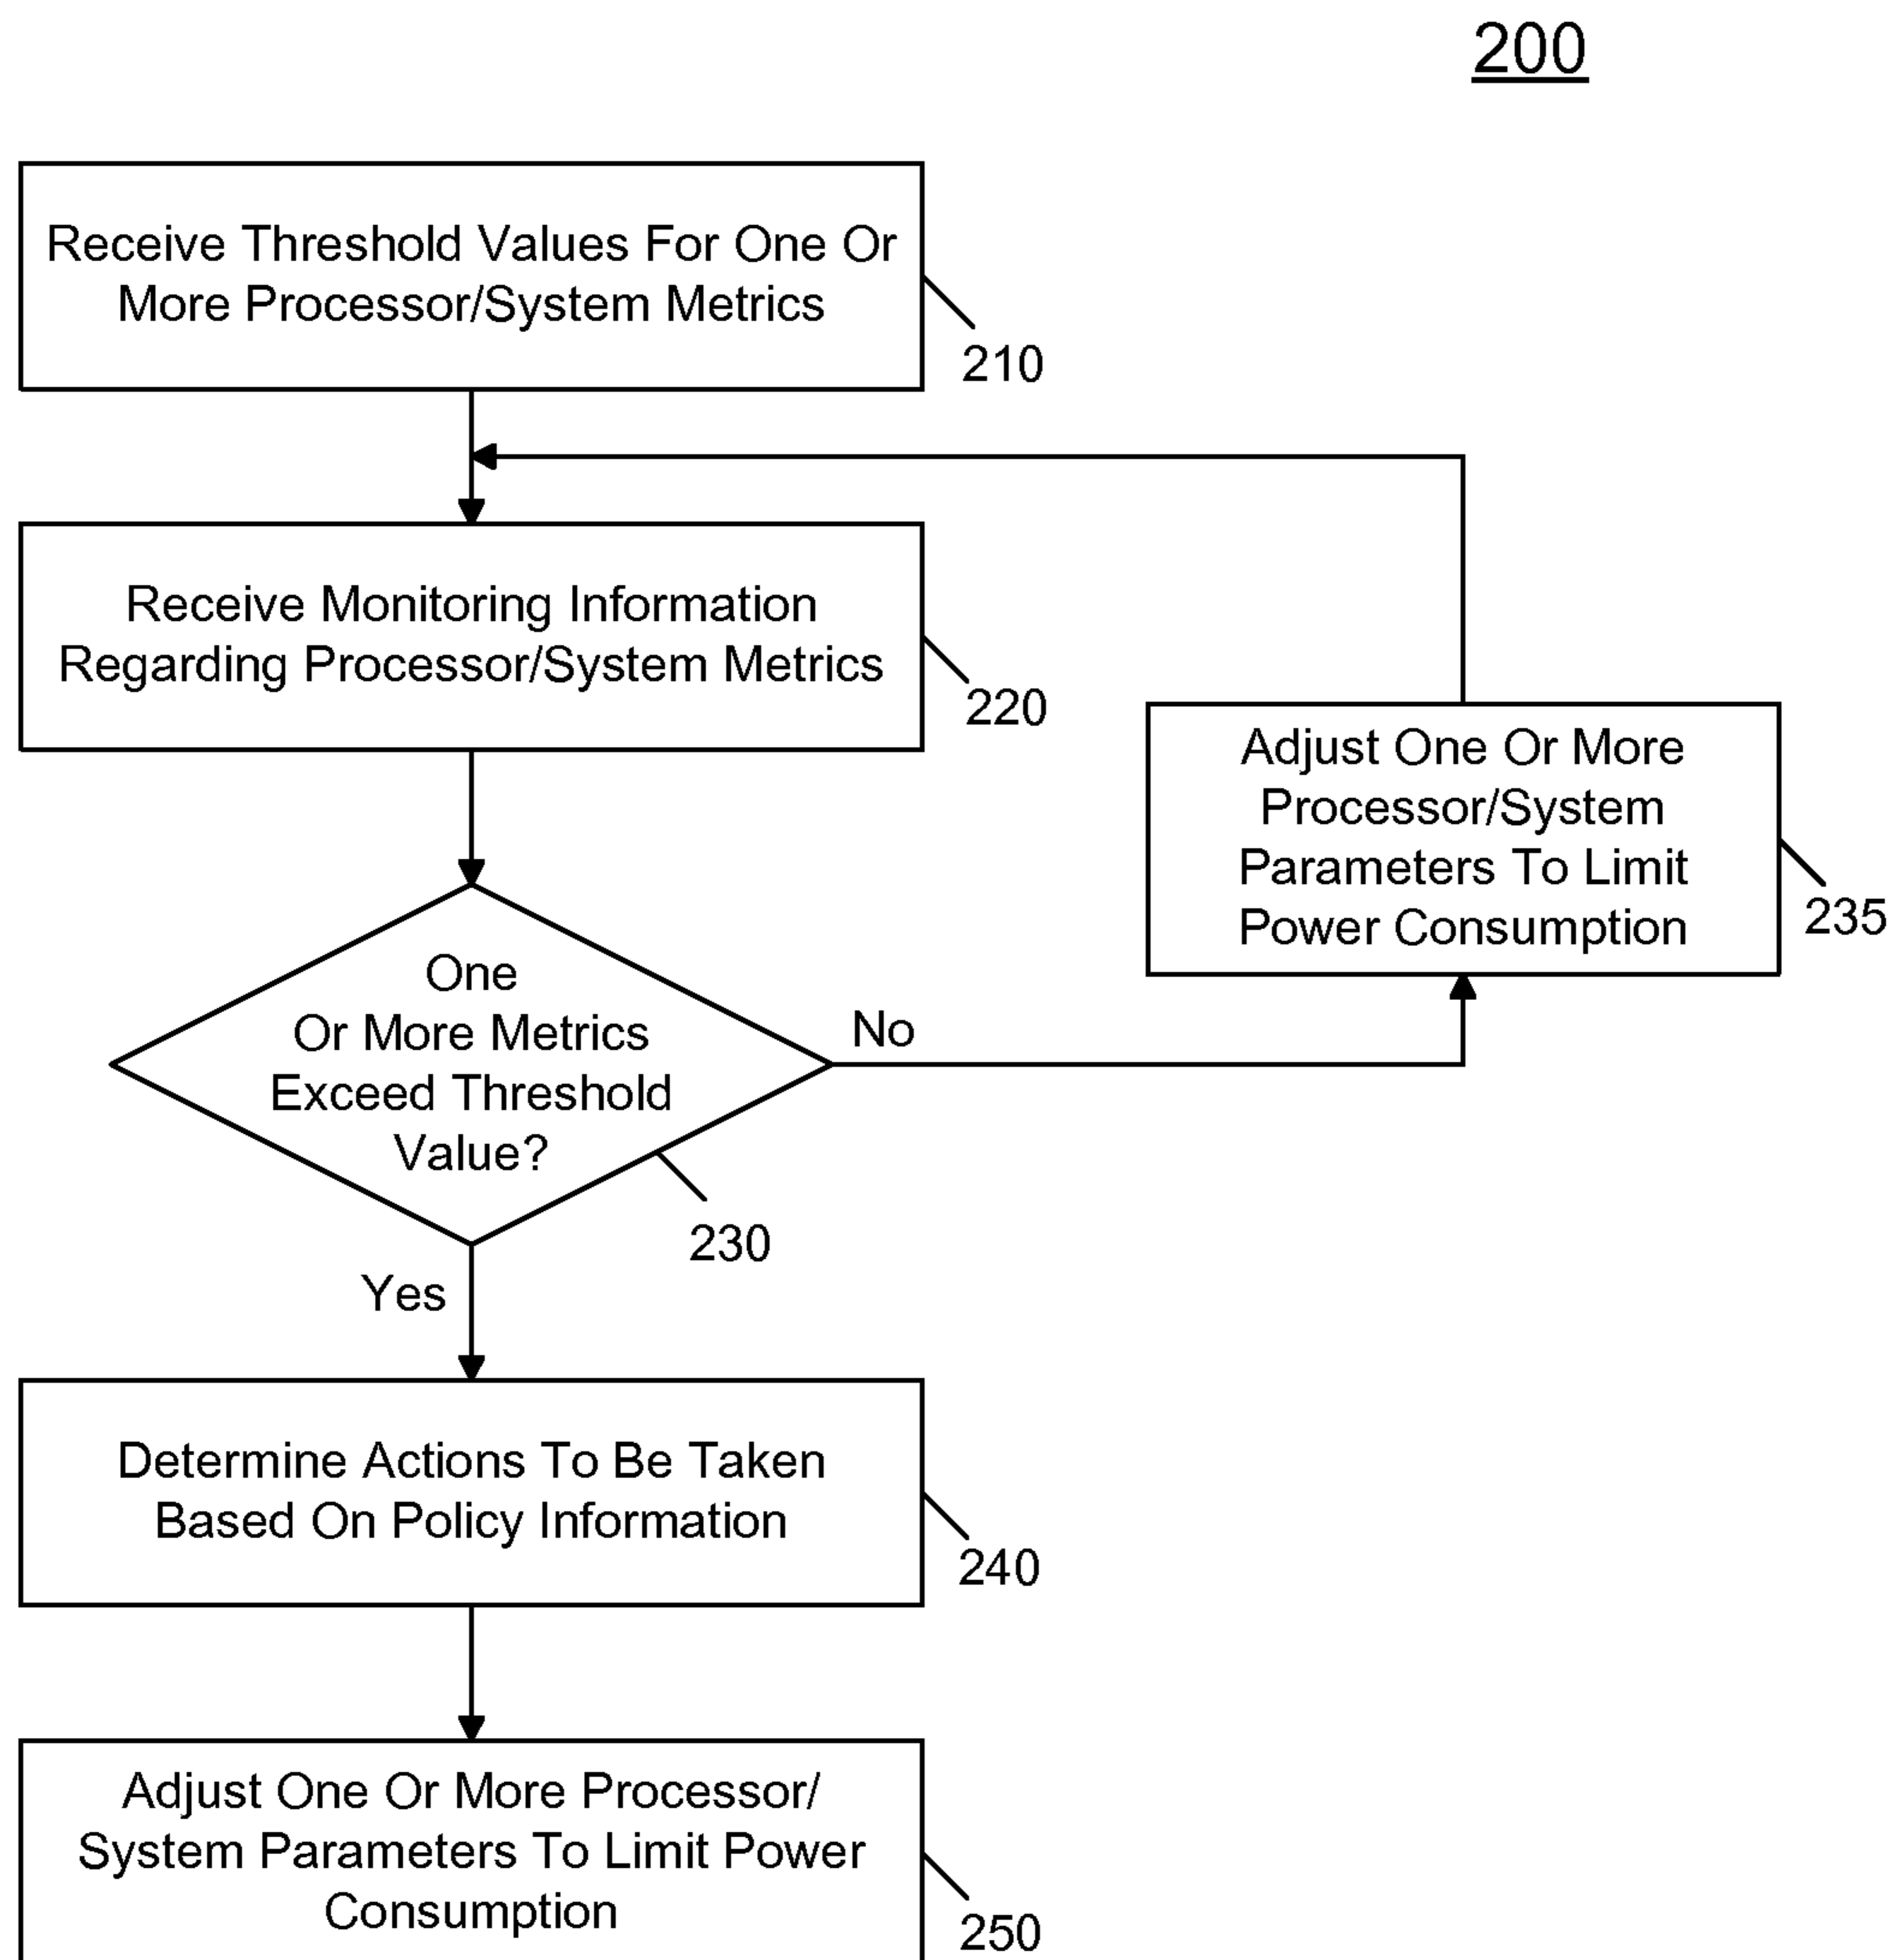 200
Receive Threshold Values For One Or
More Processor/System Metrics
210
Receive Monitoring Information
Regarding Processor/System Metrics
220
Adjust One Or More
Processor/System
Parameters To Limit
Power Consumption
235
One
Or More Metrics
Exceed Threshold
Value?
No
230
Yes
Determine Actions To Be Taken
Based On Policy Information
240
Adjust One Or More Processor/
System Parameters To Limit Power
Consumption
250